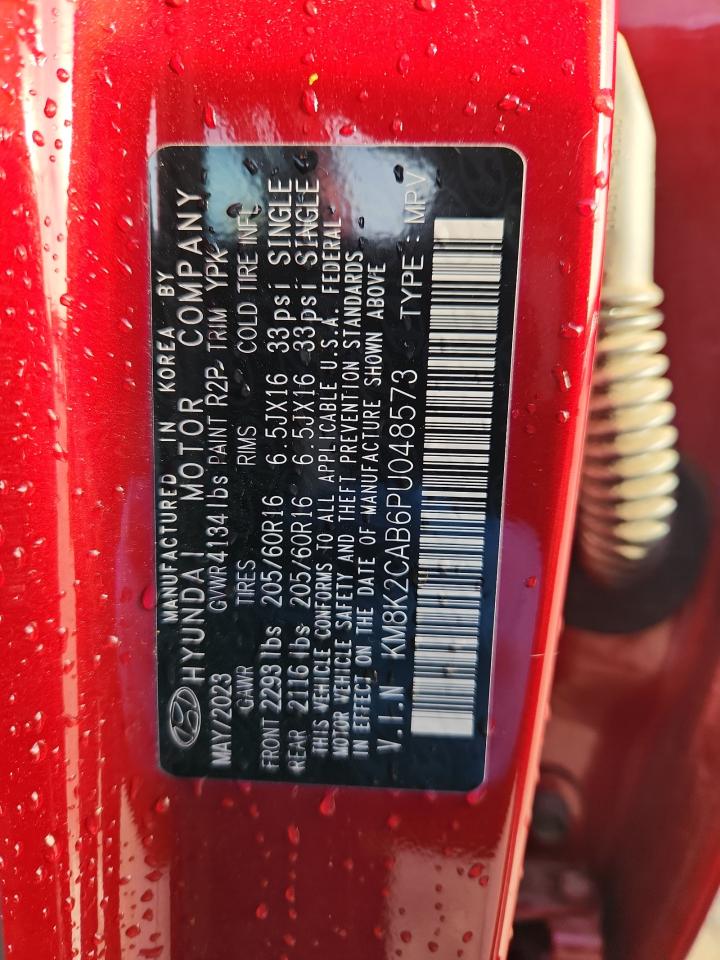 MANUFACTURED IN KOREA BY
HYUNDAI MOTOR COMPANY
MAY/2023 GVWR 4134 lbs PAINT R2P TRIM YPK
GAWR TIRES RIMS COLD TIRE INFL
FRONT 2293 lbs 205/60R16 6.5JX16 33psi SINGLE
REAR 2116 lbs 205/60R16 6.5JX16 33psi SINGLE
THIS VEHICLE CONFORMS TO ALL APPLICABLE U.S.A. FEDERAL
MOTOR VEHICLE SAFETY AND THEFT PREVENTION STANDARDS
IN EFFECT ON THE DATE OF MANUFACTURE SHOWN ABOVE
V.I.N KM8K2CAB6PU048573 TYPE : MPV